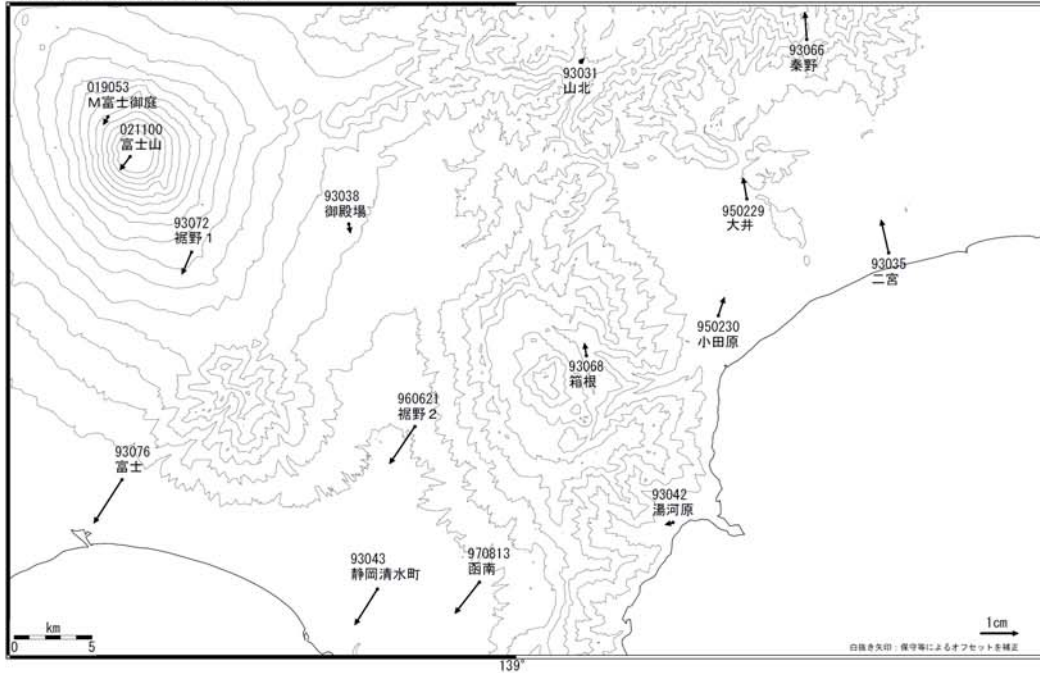 93066
秦野
93031
山北
019053
M富士御庭
021100
富士山
93038
御殿場
950229
大井
93072
裾野1
93035
二宮
950230
小田原
93068
箱根
960621
裾野2
93076
富士
93042
湯河原
93043
静岡清水町
970813
函南
km
0 5
1cm
白抜き矢印:保守等によるオフセットを補正
139°